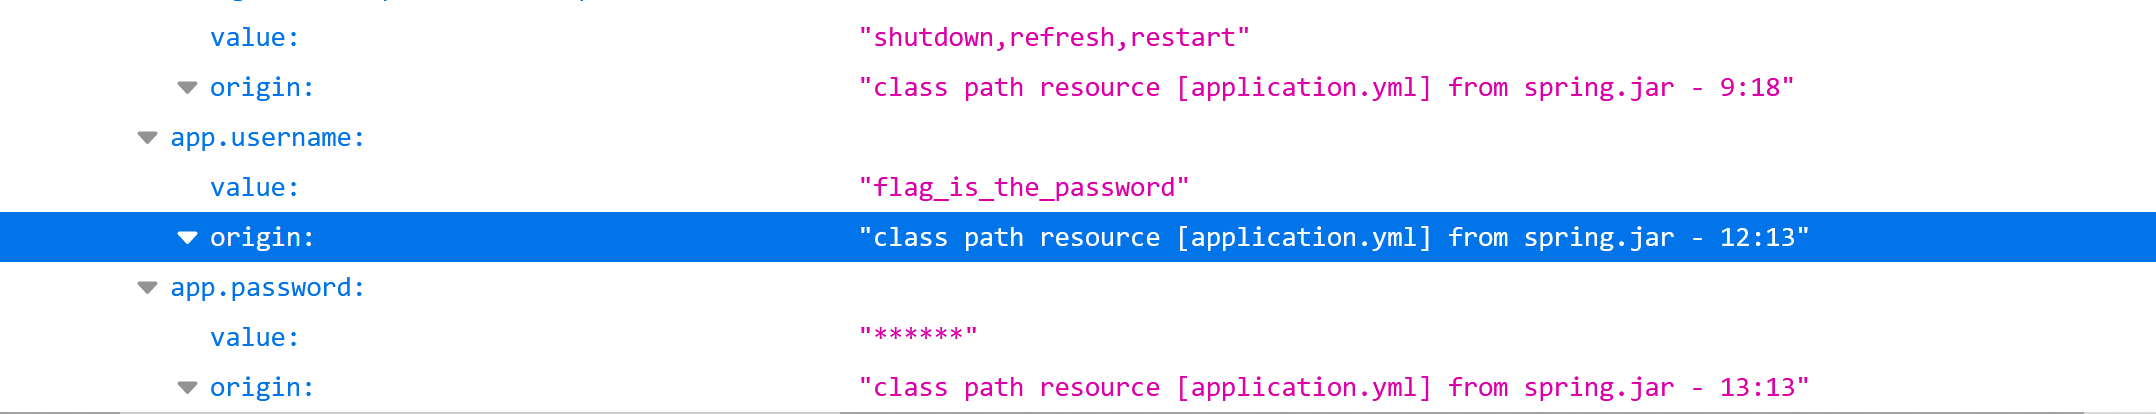 value: "shutdown,refresh,restart"
origin: "class path resource [application.yml] from spring.jar - 9:18"
app.username:
value: "flag_is_the_password"
origin: "class path resource [application.yml] from spring.jar - 12:13"
app.password:
value: "******"
origin: "class path resource [application.yml] from spring.jar - 13:13"